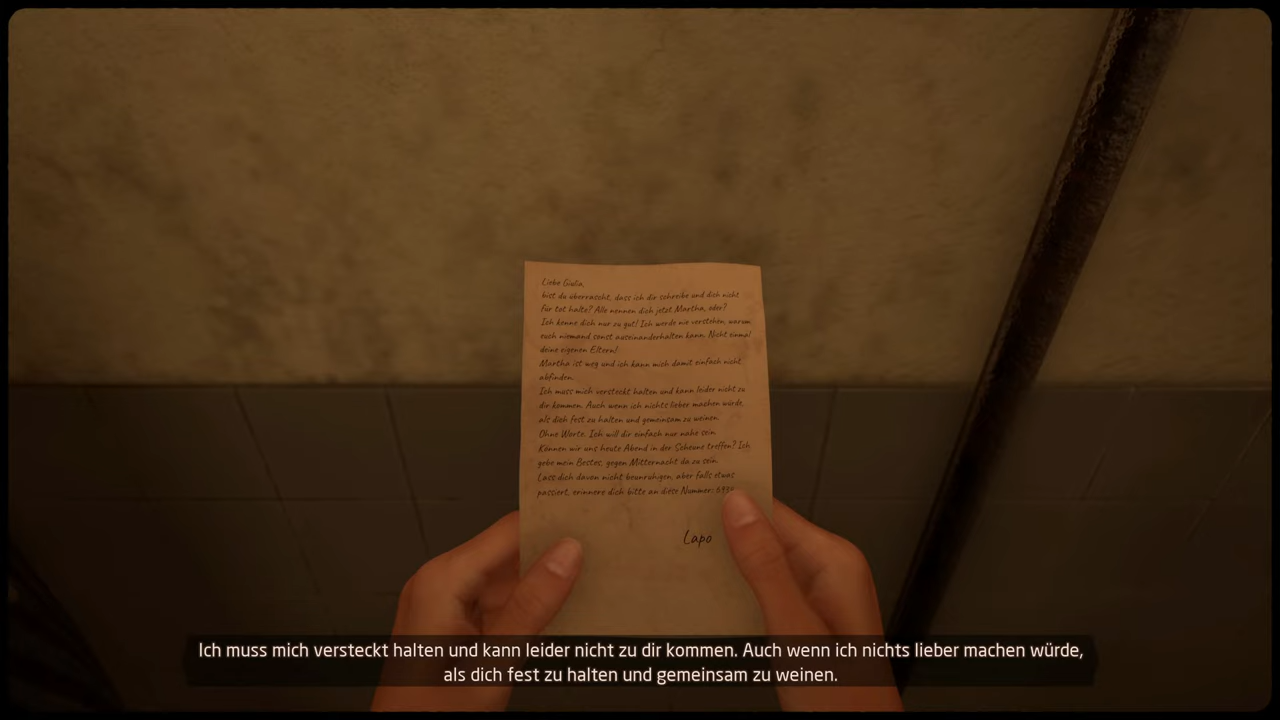 Liebe Giulia,
bist du überrascht, dass ich dir schreibe und dich nicht
für tot halte? Alle nennen dich jetzt Martha, oder?
Ich kenne dich nur zu gut! Ich werde nie verstehen, warum
euch niemand sonst auseinanderhalten kann. Nicht einmal
deine eigenen Eltern!
Martha ist weg und ich kann mich damit einfach nicht
abfinden.
Ich muss mich versteckt halten und kann leider nicht zu
dir kommen. Auch wenn ich nichts lieber machen würde,
als dich fest zu halten und gemeinsam zu weinen.
Ohne Worte. Ich will dir einfach nur nahe sein.
Können wir uns heute Abend in der Scheune treffen? Ich
gebe mein Bestes, gegen Mitternacht da zu sein.
Lass dich davon nicht beunruhigen, aber falls etwas
passiert, erinnere dich bitte an diese Nummer:
Lapo
Ich muss mich versteckt halten und kann leider nicht zu dir kommen. Auch wenn ich nichts lieber machen würde,
als dich fest zu halten und gemeinsam zu weinen.